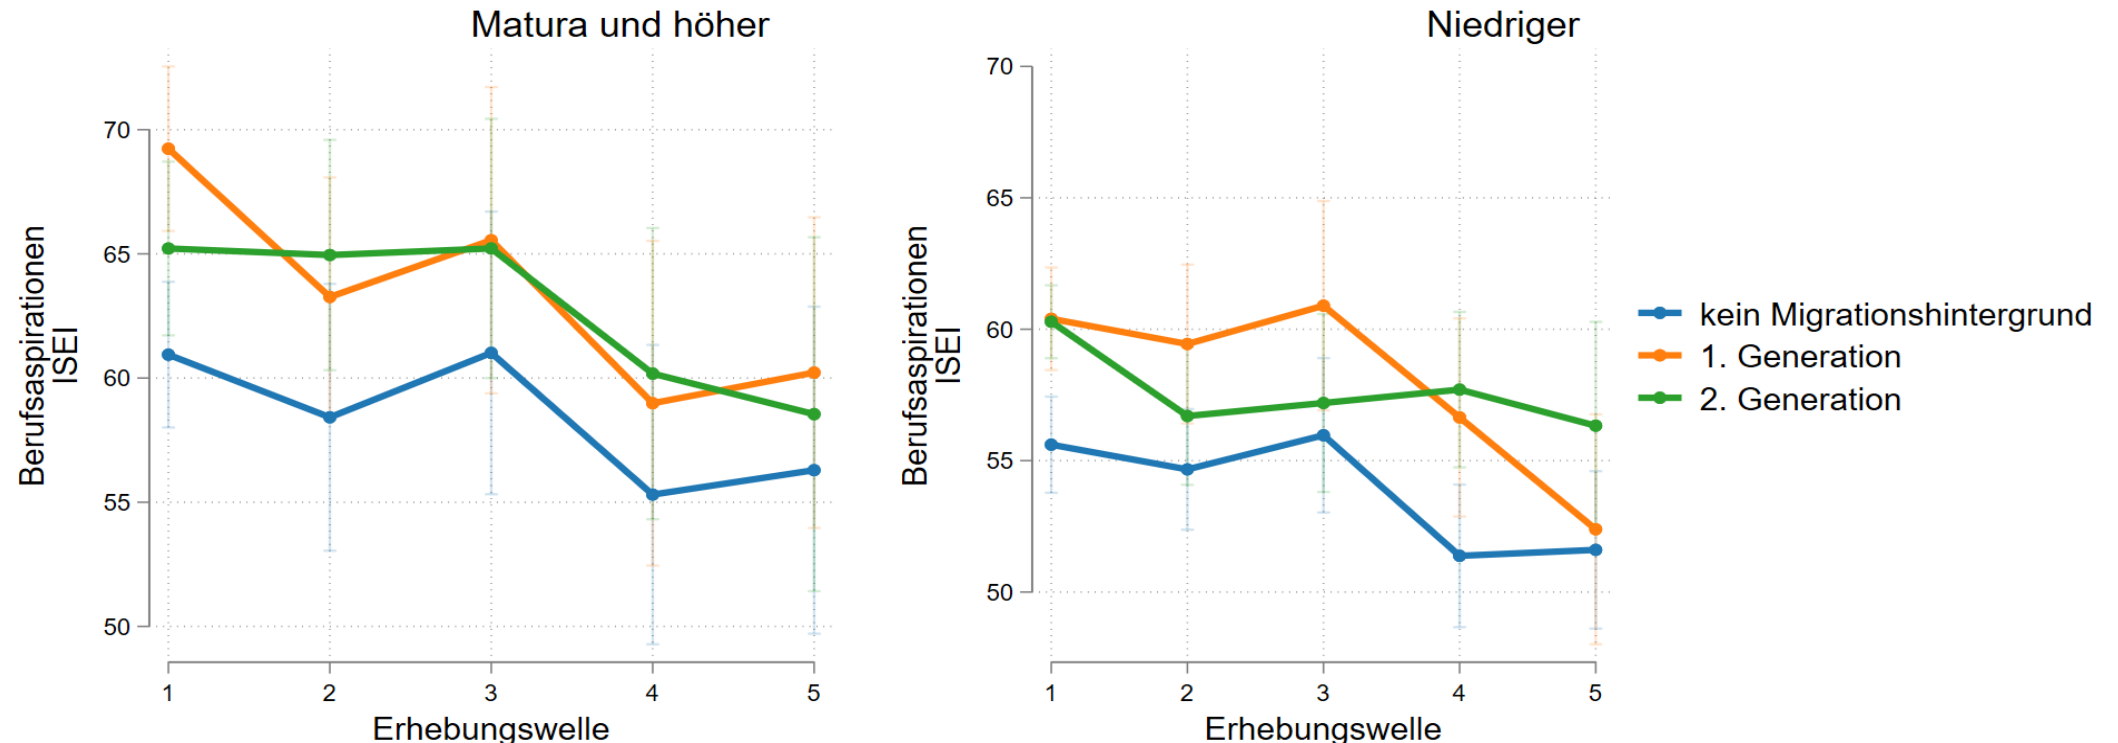 Matura und höher
Niedriger
70
65
60
55
50
Berufsaspirationen
ISEI
1 2 3 4 5
Erhebungswelle
70
65
60
55
50
Berufsaspirationen
ISEI
1 2 3 4 5
Erhebungswelle
kein Migrationshintergrund
1. Generation
2. Generation